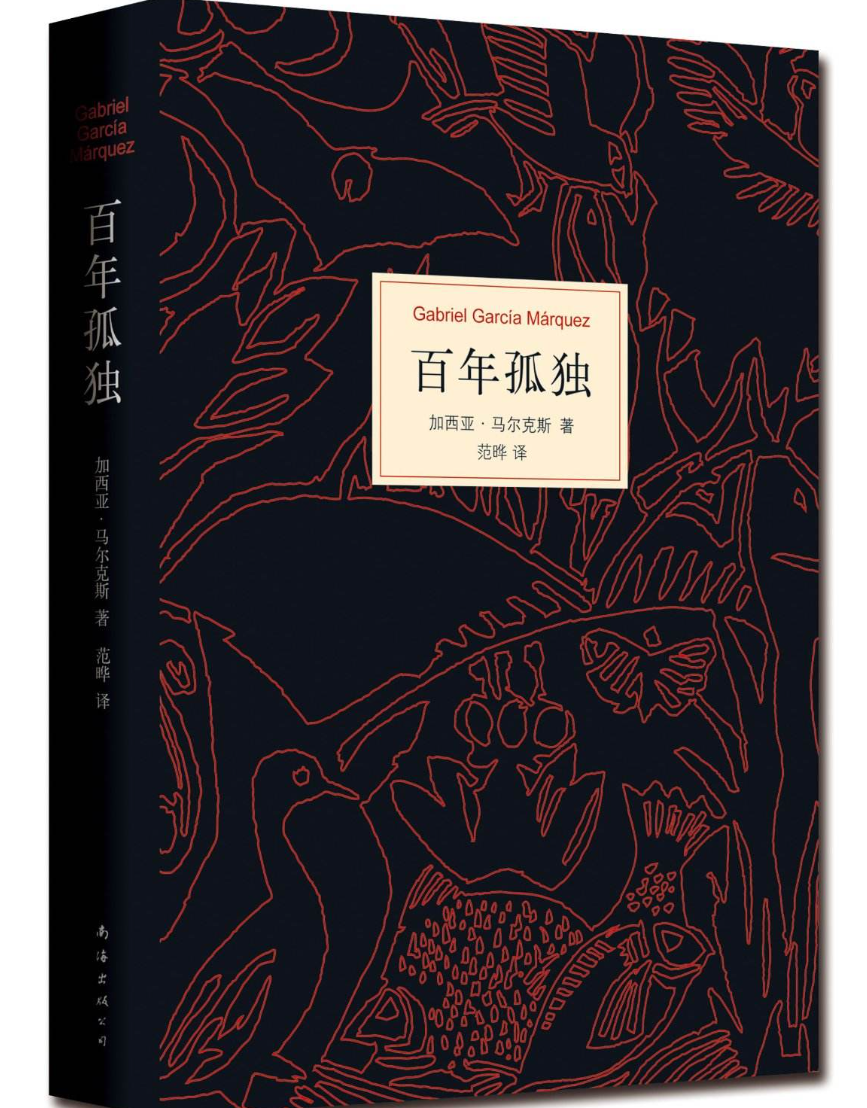 Gabriel
García
Márquez
百年孤独
加西亚·马尔克斯 著 范晔 译
南海出版公司
Gabriel García Márquez
百年孤独
加西亚·马尔克斯 著
范晔 译